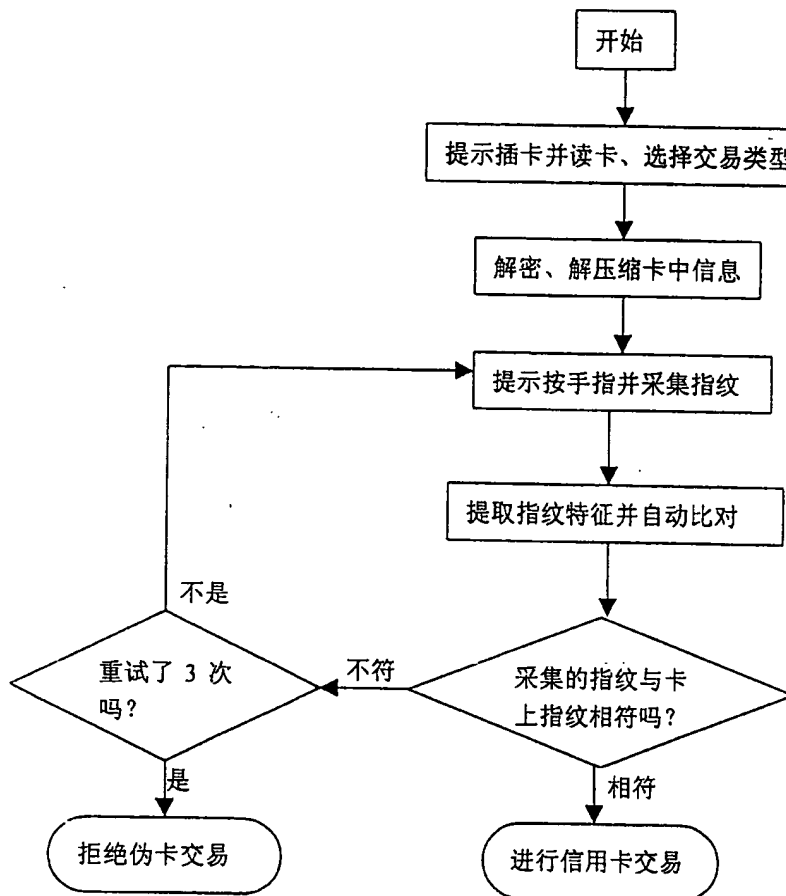 开始
提示插卡并读卡、选择交易类型
解密、解压缩卡中信息
提示按手指并采集指纹
提取指纹特征并自动比对
不是
重试了 3 次
吗?
不符
采集的指纹与卡
上指纹相符吗?
是
相符
拒绝伪卡交易
进行信用卡交易